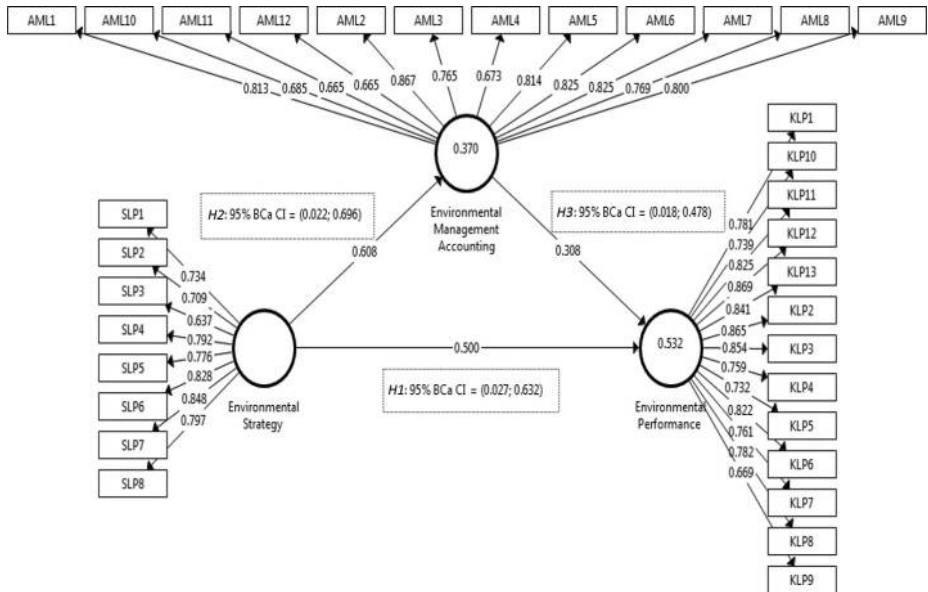 AML1
AML10
AML11
AML12
AML2
AML3
AML4
AML5
AML6
AML7
AML8
AML9
0.813
0.685
0.665
0.665
0.867
0.765
0.673
0.814
0.825
0.825
0.769
0.800
0.370
Environmental
Management
Accounting
H2: 95% BCa CI = (0.022; 0.696)
H3: 95% BCa CI = (0.018; 0.478)
0.608
0.308
SLP1
SLP2
SLP3
SLP4
SLP5
SLP6
SLP7
SLP8
0.734
0.709
0.637
0.792
0.776
0.828
0.848
0.797
Environmental
Strategy
0.500
H1: 95% BCa CI = (0.027; 0.632)
0.532
Environmental
Performance
0.781
0.739
0.825
0.869
0.841
0.865
0.854
0.759
0.732
0.822
0.761
0.782
0.669
KLP1
KLP10
KLP11
KLP12
KLP13
KLP2
KLP3
KLP4
KLP5
KLP6
KLP7
KLP8
KLP9